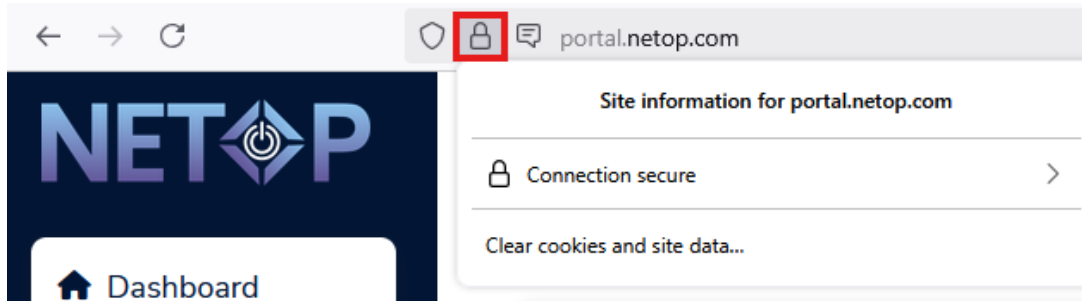 portal.netop.com
Site information for portal.netop.com
NETOP
Connection secure
Clear cookies and site data...
Dashboard